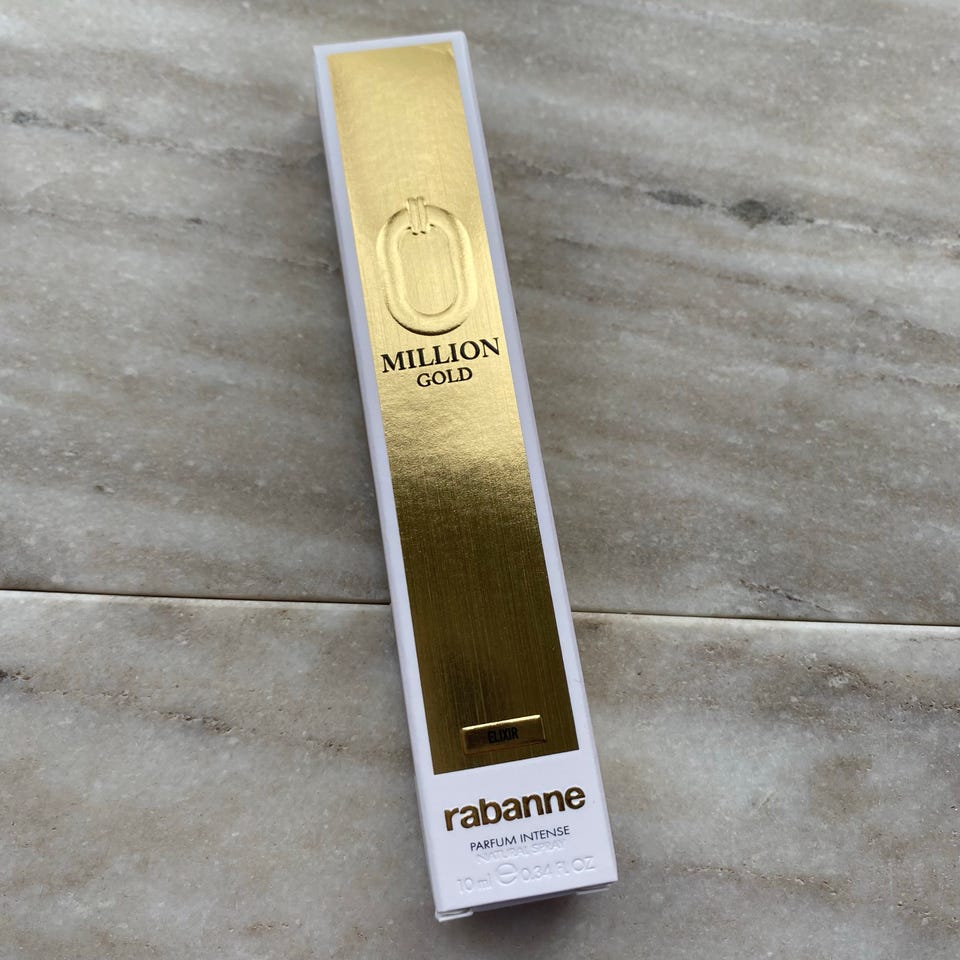 MILLION
GOLD
ELIXIR
rabanne
PARFUM INTENSE
NATURAL SPRAY
10 ml ℮ 0.34 FL OZ